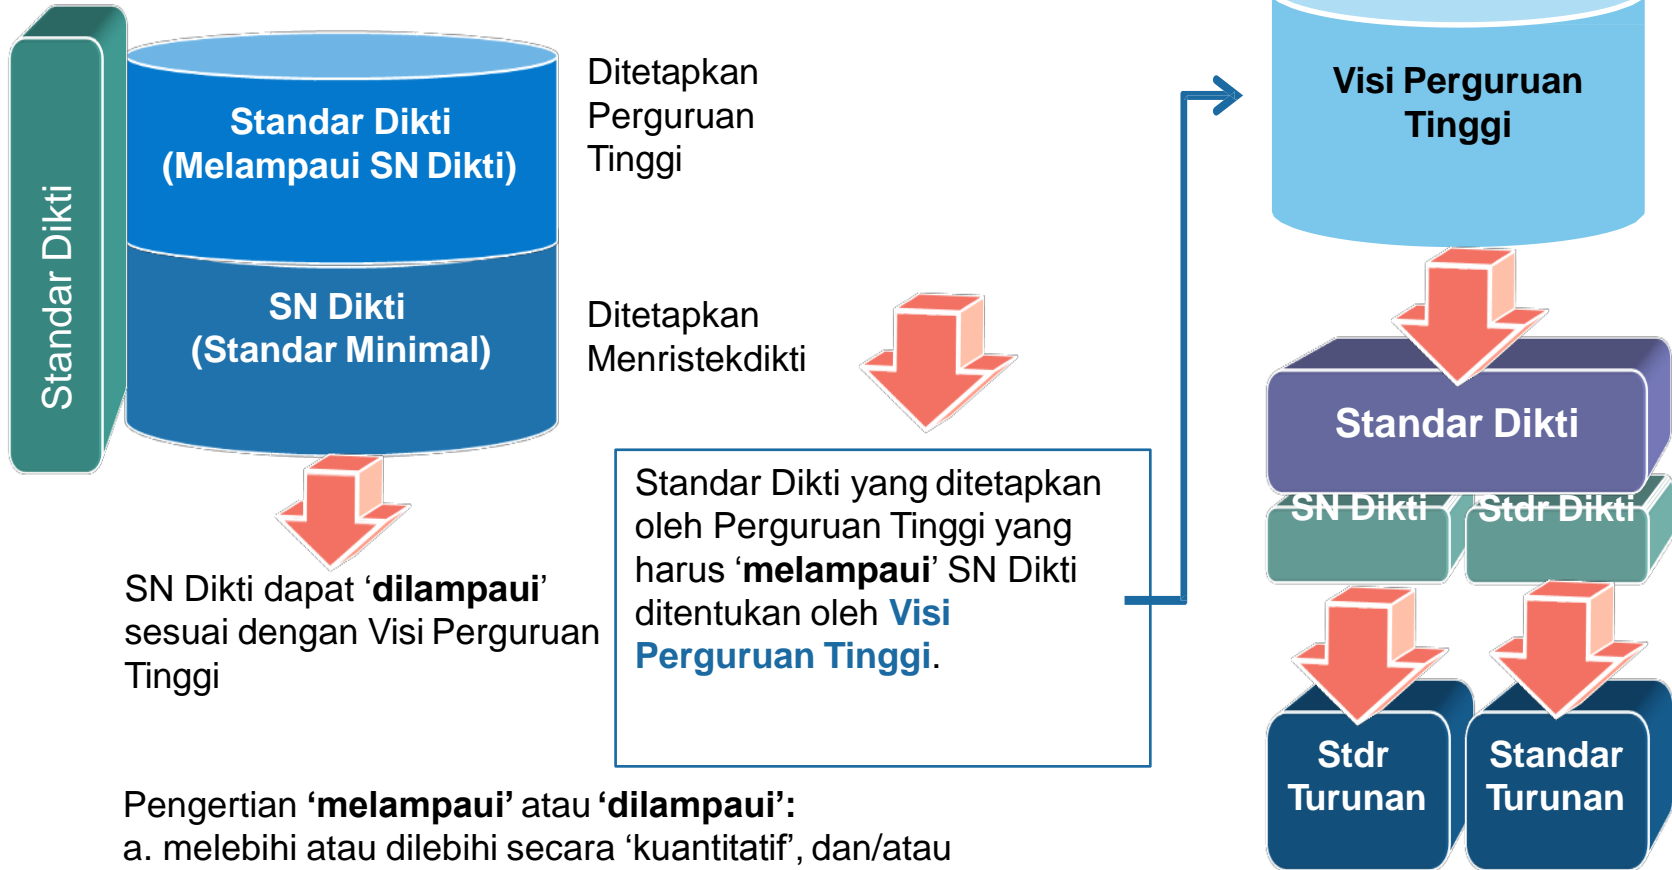 Standar Dikti
Standar Dikti
(Melampaui SN Dikti)
SN Dikti
(Standar Minimal)
Ditetapkan
Perguruan
Tinggi
Ditetapkan
Menristekdikti
SN Dikti dapat ‘dilampaui’
sesuai dengan Visi Perguruan
Tinggi
Standar Dikti yang ditetapkan
oleh Perguruan Tinggi yang
harus ‘melampaui’ SN Dikti
ditentukan oleh Visi
Perguruan Tinggi.
Visi Perguruan
Tinggi
Standar Dikti
SN Dikti
Stdr Dikti
Stdr
Turunan
Standar
Turunan
Pengertian ‘melampaui’ atau ‘dilampaui’:
a. melebihi atau dilebihi secara ‘kuantitatif’, dan/atau